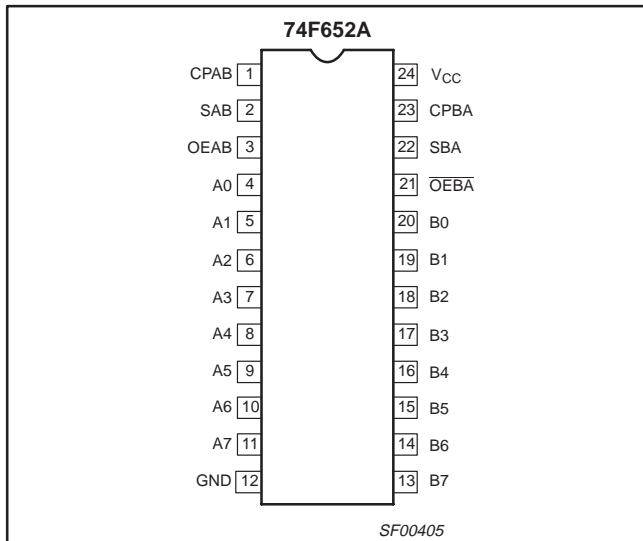 74F652A
CPAB 1 24 VCC
SAB 2 23 CPBA
OEAB 3 22 SBA
A0 4 21 OEBA
A1 5 20 B0
A2 6 19 B1
A3 7 18 B2
A4 8 17 B3
A5 9 16 B4
A6 10 15 B5
A7 11 14 B6
GND 12 13 B7
SF00405